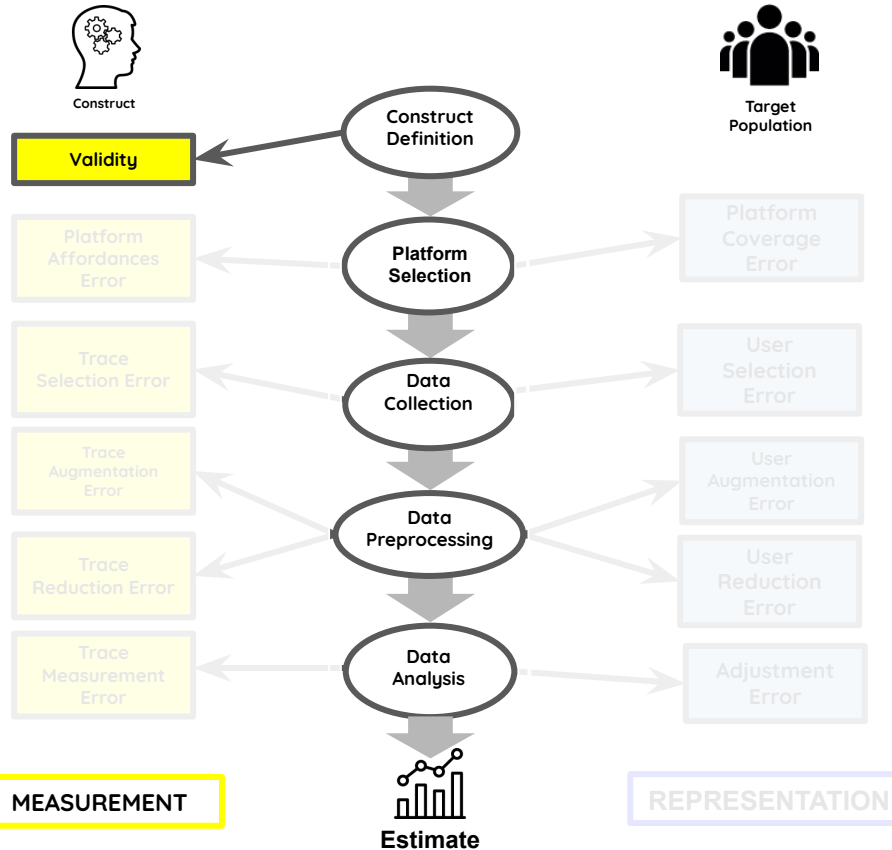 Construct
Target
Population
Construct
Definition
Validity
Platform
Selection
Platform
Affordances
Error
Platform
Coverage
Error
Data
Collection
Trace
Selection Error
User
Selection
Error
Data
Preprocessing
Trace
Augmentation
Error
User
Augmentation
Error
Trace
Reduction Error
User
Reduction
Error
Data
Analysis
Trace
Measurement
Error
Adjustment
Error
MEASUREMENT
REPRESENTATION
Estimate